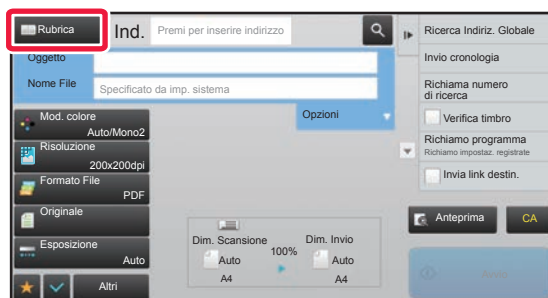 Rubrica
Ind.
Premi per inserire indirizzo
Oggetto
Nome File
Specificato da imp. sistema
Opzioni
Mod. colore
Auto/Mono2
Risoluzione
200x200dpi
Formato File
PDF
Originale
Esposizione
Auto
Altri
Dim. Scansione
Auto
A4
100%
Dim. Invio
Auto
A4
Ricerca Indiriz. Globale
Invio cronologia
Richiama numero
di ricerca
Verifica timbro
Richiamo programma
Richiamo impostaz. registrate
Invia link destin.
Anteprima
CA
Avvio